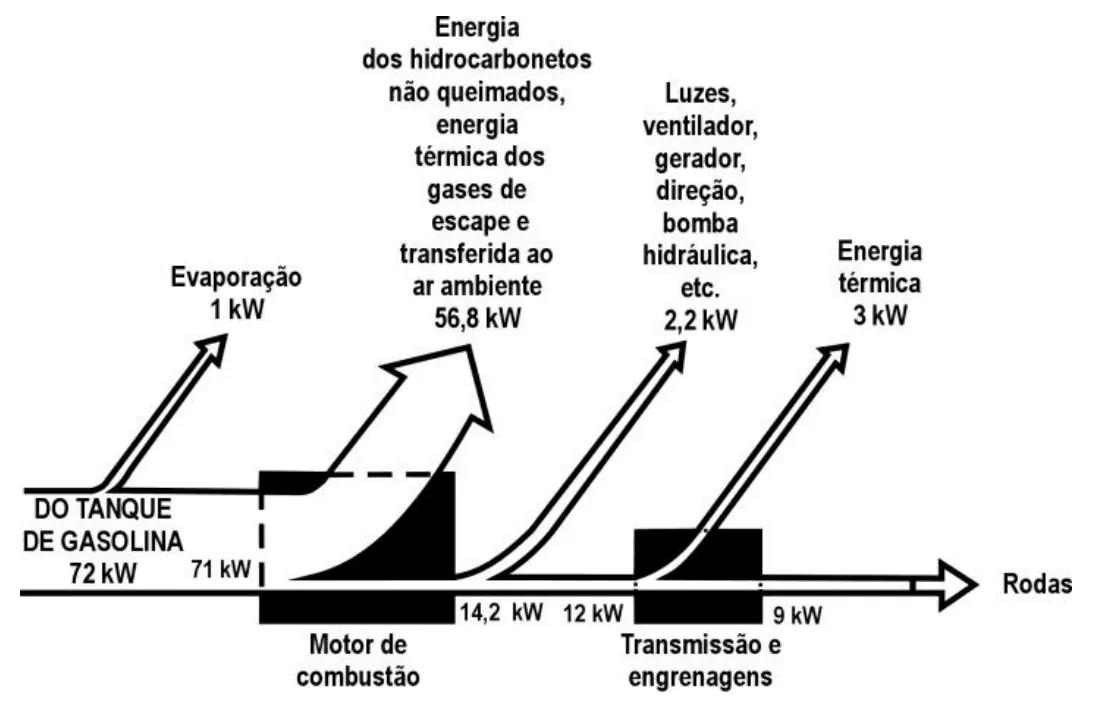 Energia
dos hidrocarbonetos
não queimados,
energia
térmica dos
gases de
escape e
transferida ao
ar ambiente
56,8 kW
Luzes,
ventilador,
gerador,
direção,
bomba
hidráulica,
etc.
2,2 kW
Evaporação
1 kW
Energia
térmica
3 kW
DO TANQUE
DE GASOLINA
72 kW
71 kW
14,2 kW
12 kW
9 kW
Rodas
Motor de
combustão
Transmissão e
engrenagens